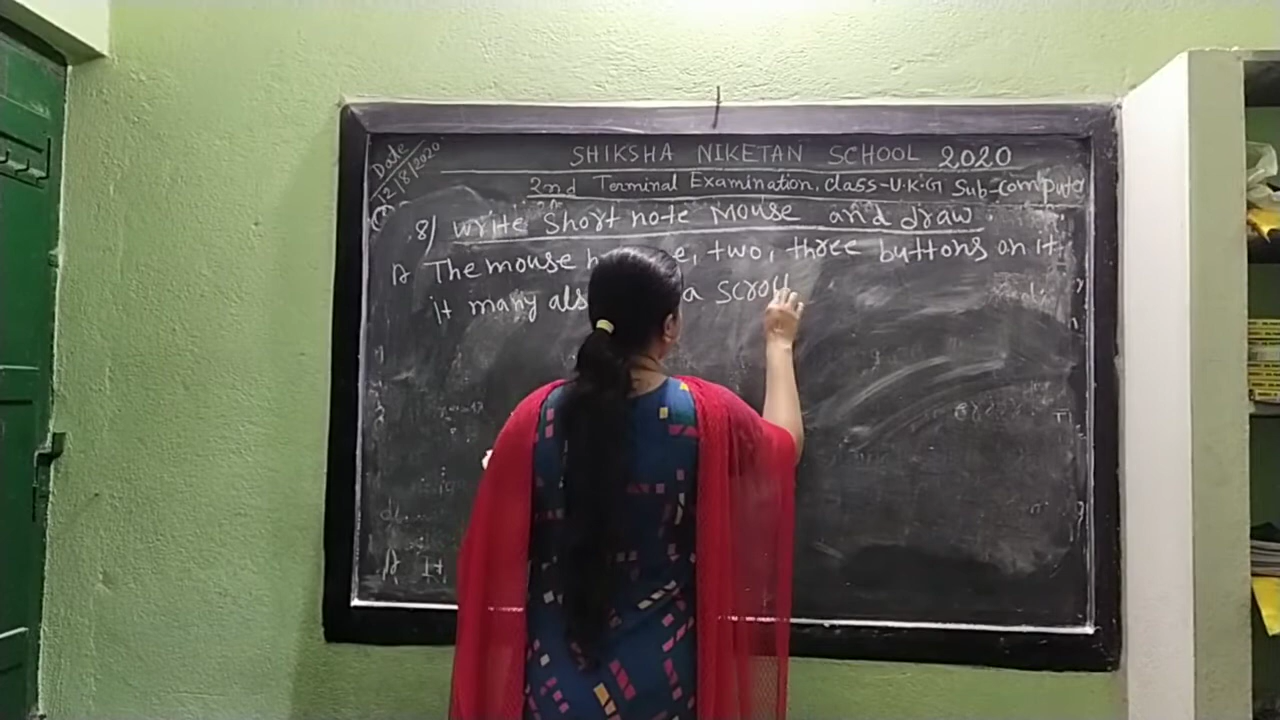 Date
12/8/2020
SHIKSHA NIKETAN SCHOOL 2020
2nd Terminal Examination, class-U.K.G Sub-computer
8) Write Short note Mouse and draw.
A The mouse e, two, three buttons on it
it many als a scroll
A It